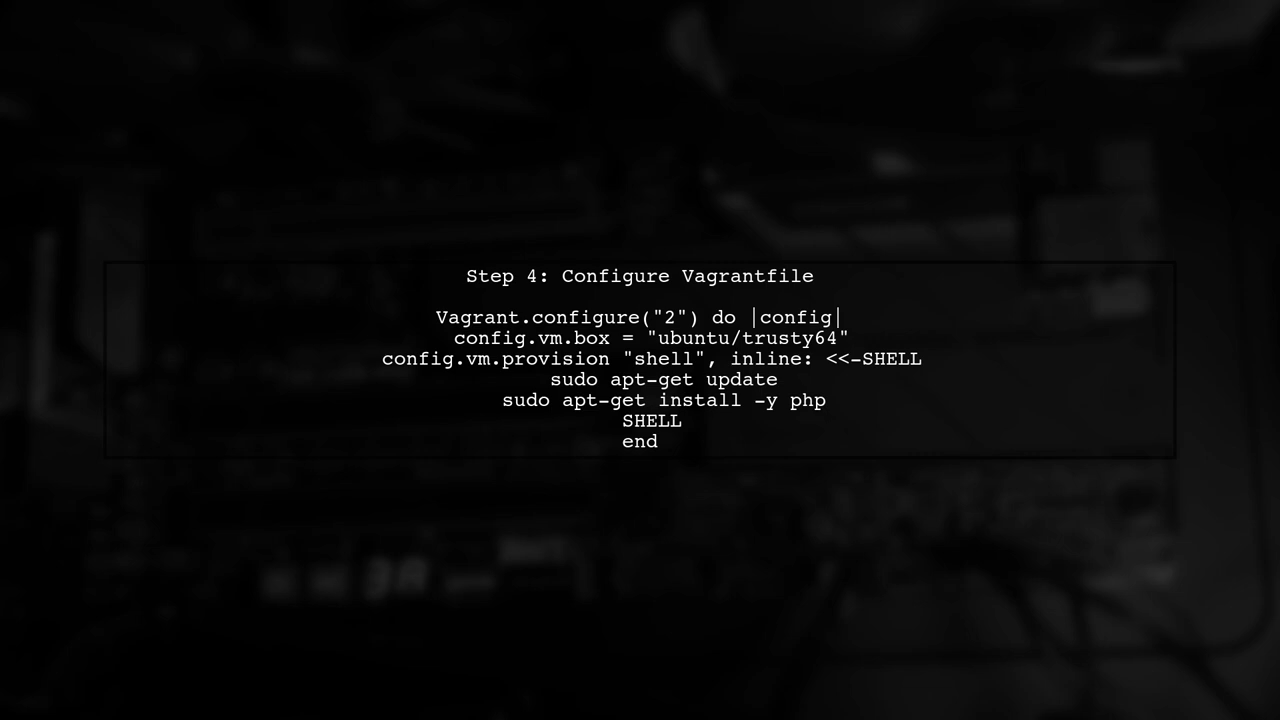 Step 4: Configure Vagrantfile
Vagrant.configure("2") do |config|
config.vm.box = "ubuntu/trusty64"
config.vm.provision "shell", inline: <<-SHELL
sudo apt-get update
sudo apt-get install -y php
SHELL
end